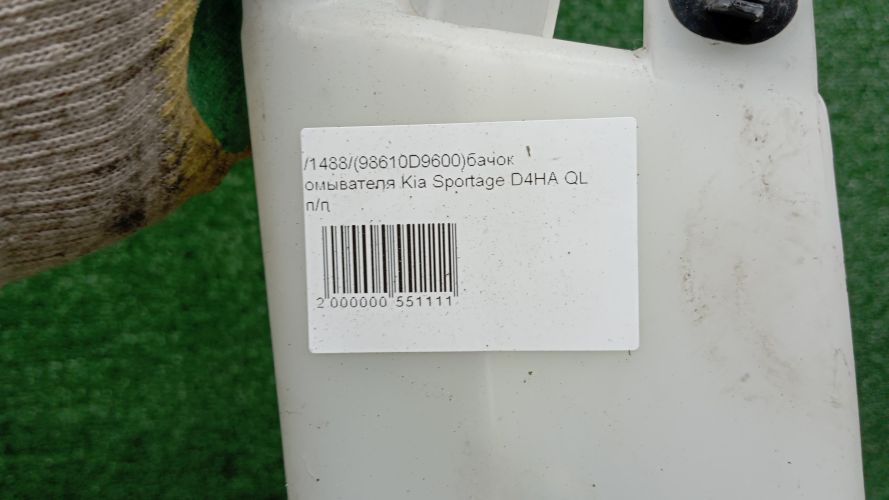 /1488/(98610D9600)бачок
омывателя Kia Sportage D4HA QL
п/п
2 000000 551111